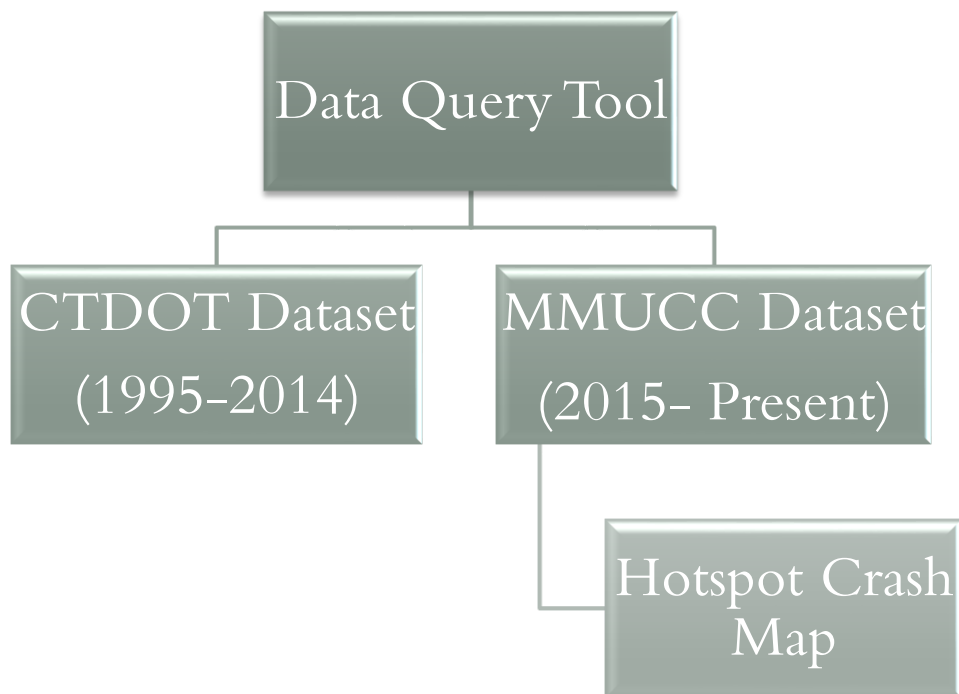 Data Query Tool
CTDOT Dataset
(1995-2014)
MMUCC Dataset
(2015- Present)
Hotspot Crash
Map